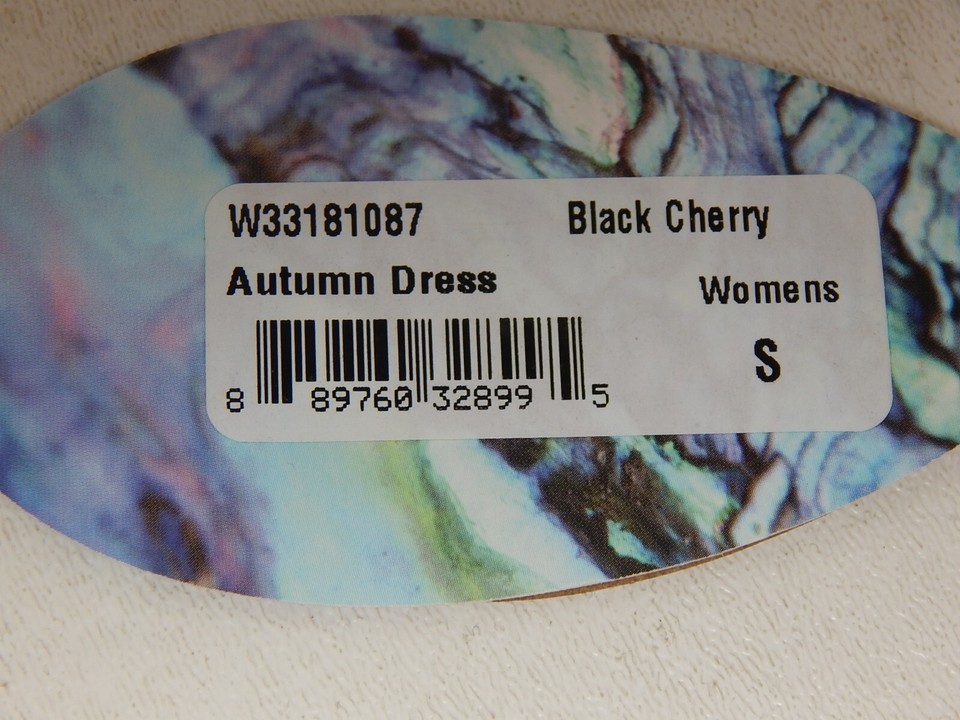 W33181087 Black Cherry
Autumn Dress
Womens
S
8 89760 32899 5